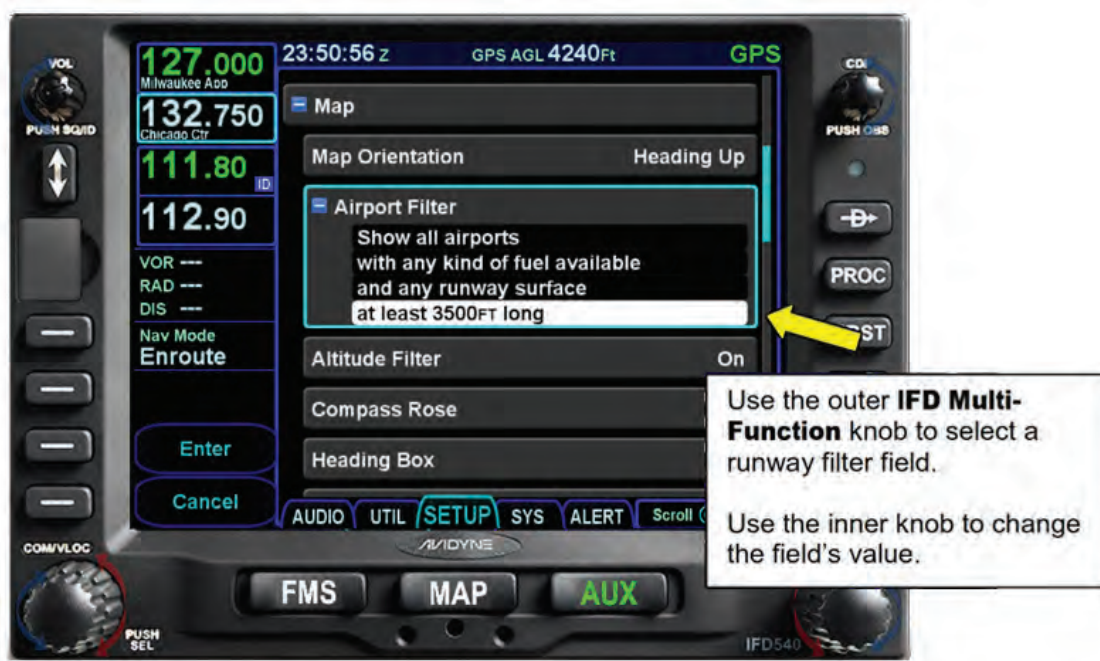 VOL
PUSH SQ/ID
127.000
Milwaukee App
132.750
Chicago Ctr
111.80 ID
112.90
VOR ---
RAD ---
DIS ---
Nav Mode
Enroute
Enter
Cancel
23:50:56 Z GPS AGL 4240Ft GPS
Map
Map Orientation Heading Up
Airport Filter
Show all airports
with any kind of fuel available
and any runway surface
at least 3500FT long
Altitude Filter On
Compass Rose
Heading Box
AUDIO UTIL SETUP SYS ALERT Scroll
CDI
PUSH OBS
D
PROC
Use the outer IFD Multi-
Function knob to select a
runway filter field.
Use the inner knob to change
the field's value.
COM/VLOC
PUSH
SEL
AVIDYNE
FMS MAP AUX
IFD540